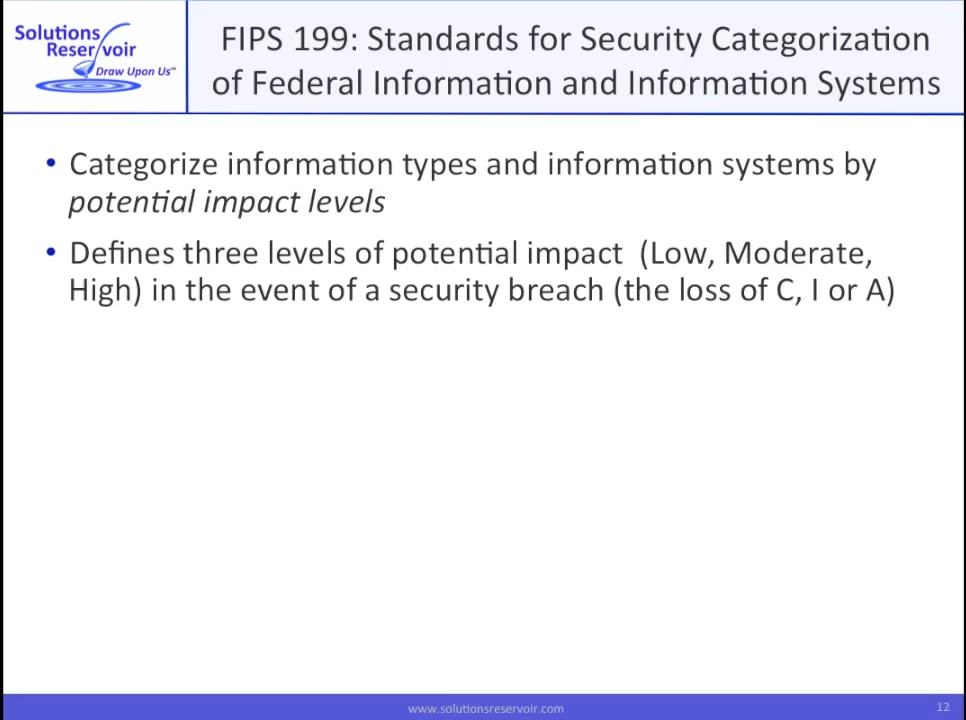 Solutions
Reservoir
Draw Upon Us™
FIPS 199: Standards for Security Categorization
of Federal Information and Information Systems
• Categorize information types and information systems by
potential impact levels
• Defines three levels of potential impact  (Low, Moderate,
High) in the event of a security breach (the loss of C, I or A)
www.solutionsreservoir.com
12